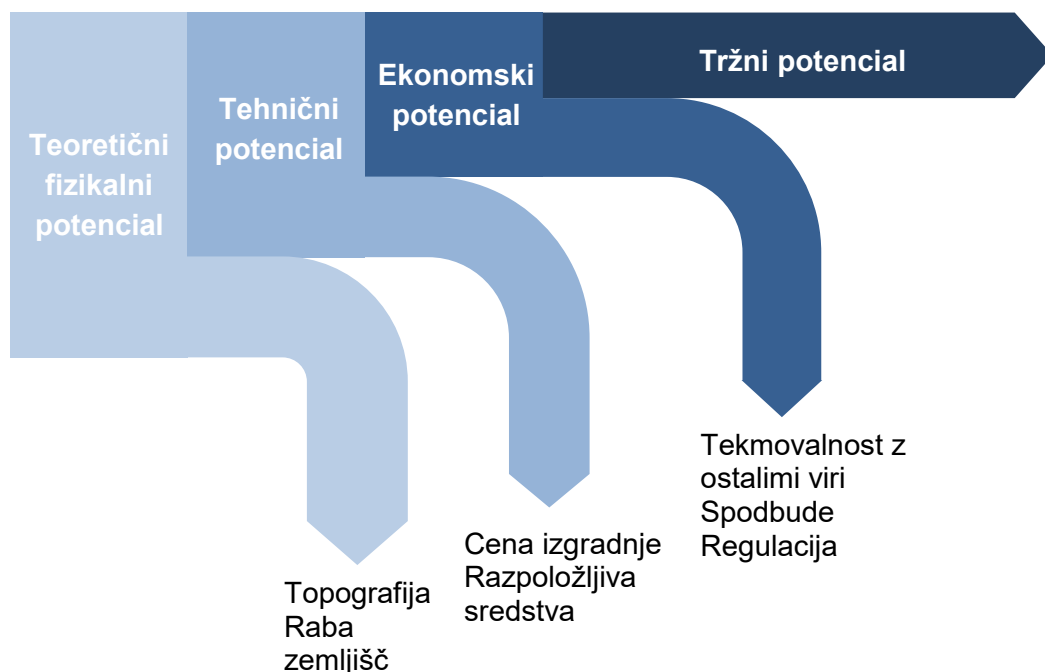 Teoretični
fizikalni
potencial
Tehnični
potencial
Ekonomski
potencial
Tržni potencial
Topografija
Raba
zemljišč
Cena izgradnje
Razpoložljiva
sredstva
Tekmovalnost z
ostalimi viri
Spodbude
Regulacija